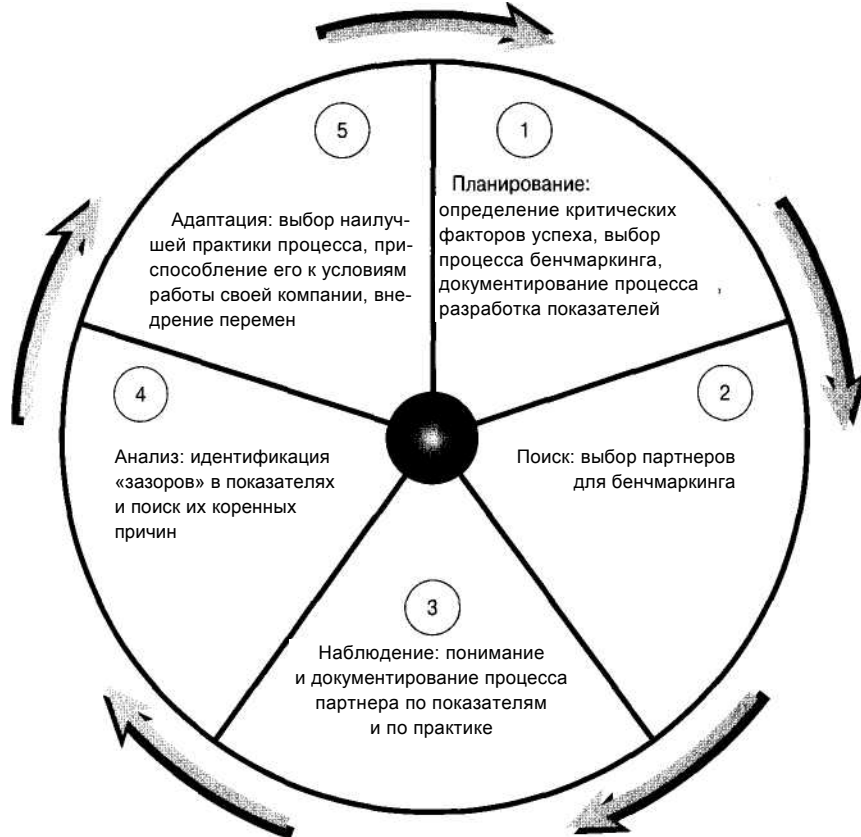 1
Планирование:
определение критических
факторов успеха, выбор
процесса бенчмаркинга,
документирование процесса
разработка показателей
2
Поиск: выбор партнеров
для бенчмаркинга
3
Наблюдение: понимание
и документирование процесса
партнера по показателям
и по практике
4
Анализ: идентификация
«зазоров» в показателях
и поиск их коренных
причин
5
Адаптация: выбор наилуч-
шей практики процесса, при-
способление его к условиям
работы своей компании, вне-
дрение перемен